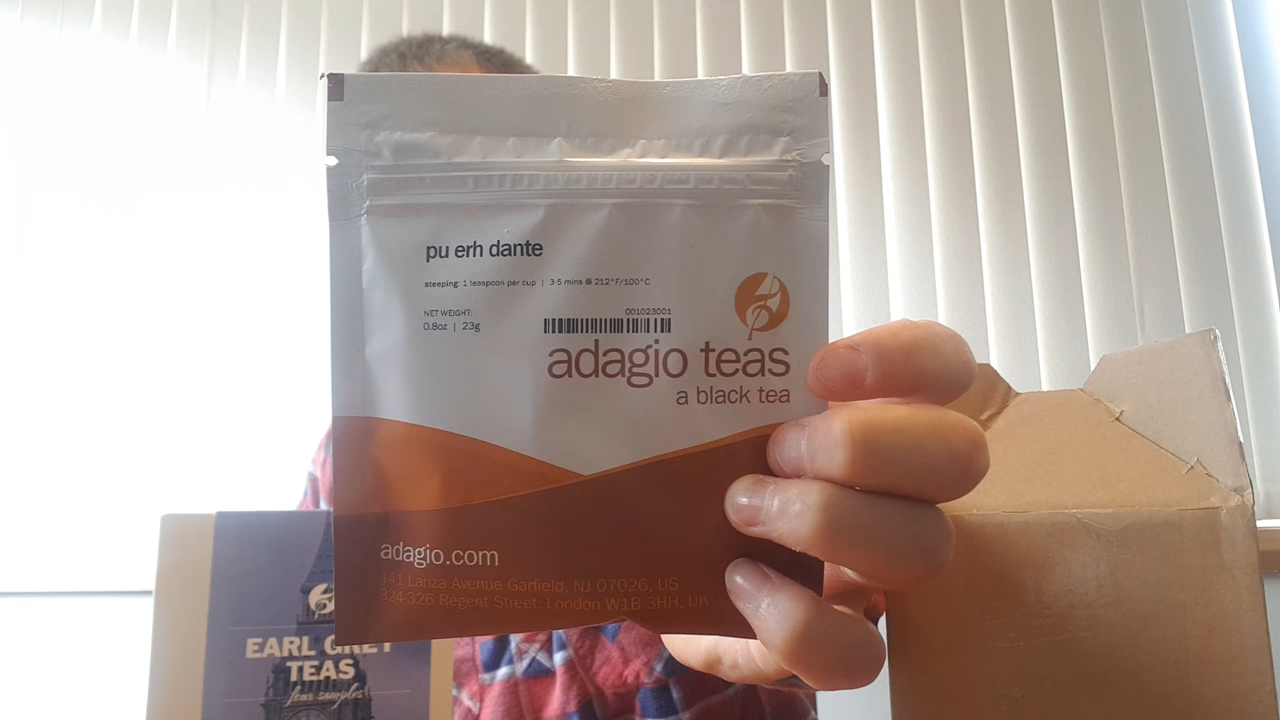 pu erh dante
steeping: 1 teaspoon per cup | 3-5 mins @ 212°F/100°C
NET WEIGHT:
0.8oz | 23g
001023001
adagio teas
a black tea
adagio.com
141 Lanza Avenue Garfield, NJ 07026, US
324-326 Regent Street, London W1B 3HH, UK
EARL GREY
TEAS
four samples